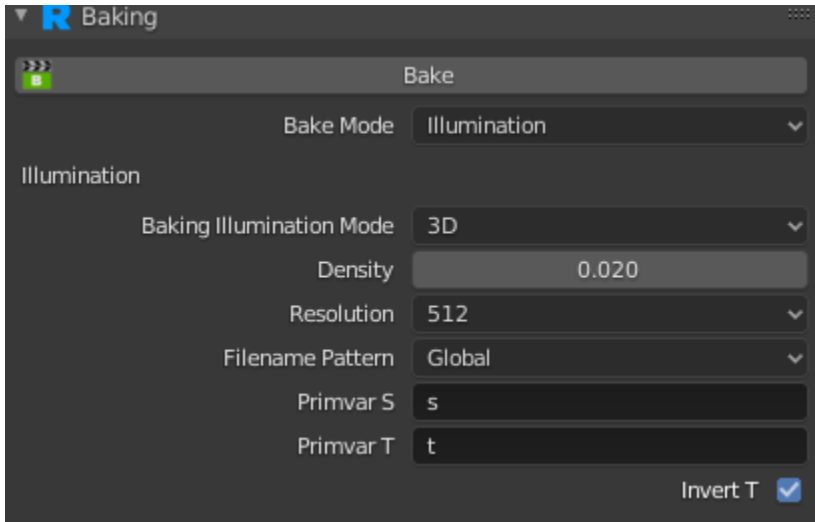 Baking
B
Bake
Bake Mode Illumination
Illumination
Baking Illumination Mode 3D
Density 0.020
Resolution 512
Filename Pattern Global
Primvar S s
Primvar T t
Invert T